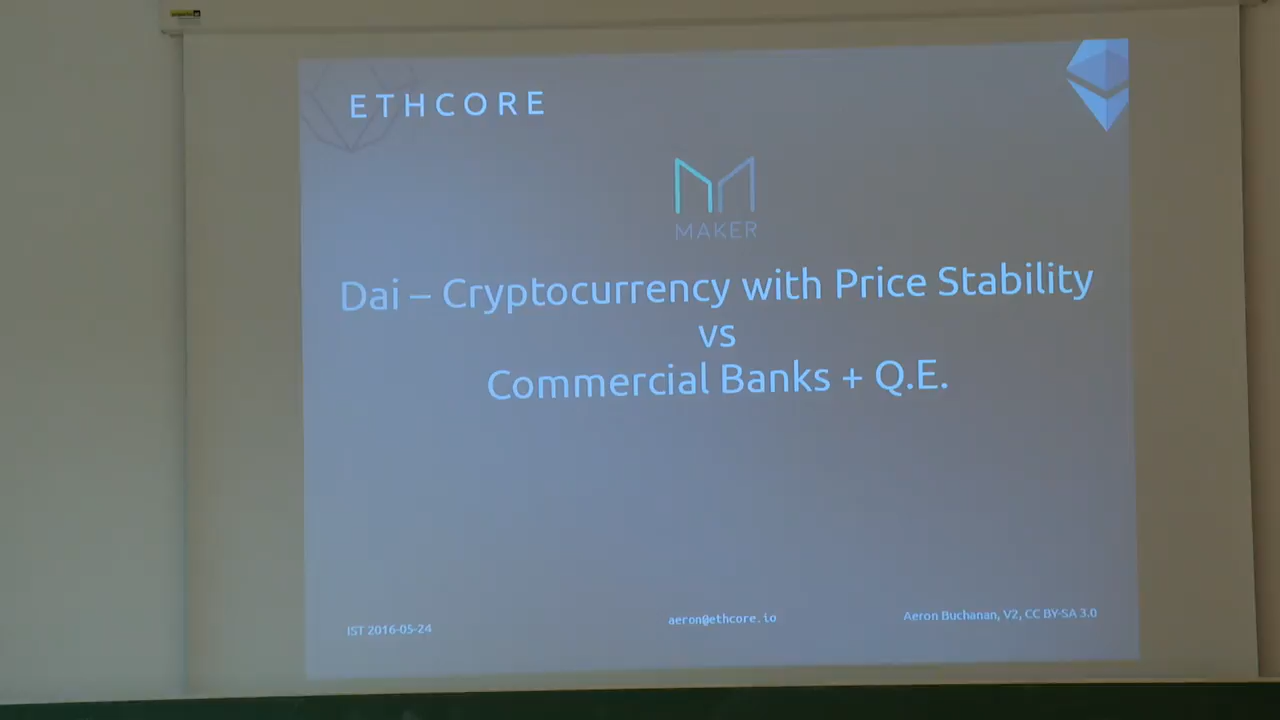 ETHCORE
MAKER
Dai – Cryptocurrency with Price Stability
vs
Commercial Banks + Q.E.
IST 2016-05-24
aeron@ethcore.io
Aeron Buchanan, V2, CC BY-SA 3.0